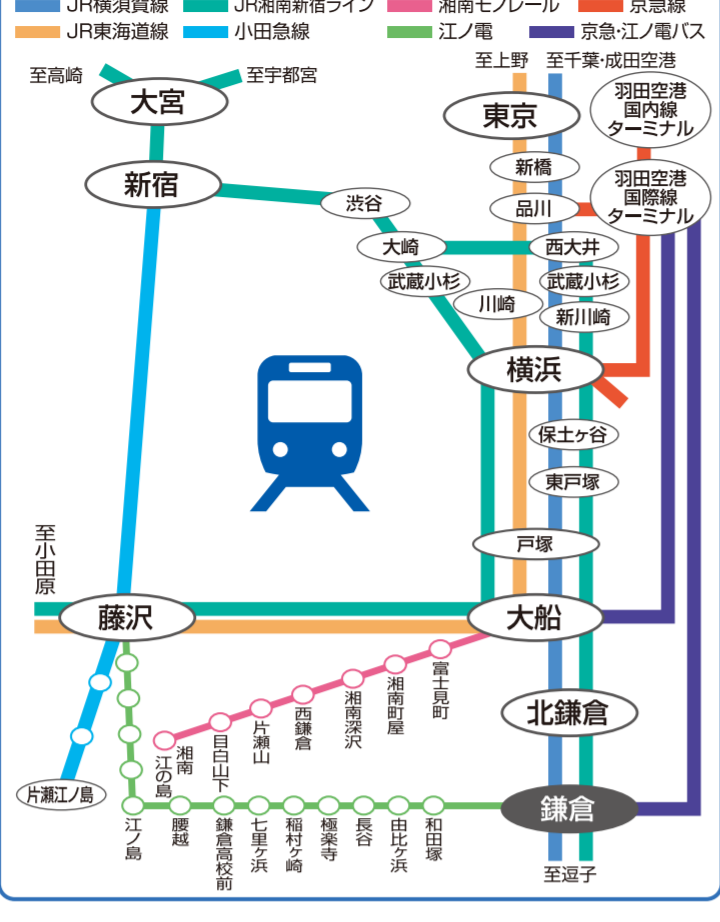 JR横須賀線 JR湘南新宿ライン 湘南モノレール 京急線
JR東海道線 小田急線 江ノ電 京急・江ノ電バス
至高崎
至宇都宮
至上野
至千葉・成田空港
大宮
東京
羽田空港
国内線
ターミナル
新橋
新宿
羽田空港
国際線
ターミナル
渋谷
品川
大崎
西大井
武蔵小杉
武蔵小杉
川崎
新川崎
横浜
保土ヶ谷
東戸塚
至小田原
戸塚
藤沢
大船
富士見町
湘南町屋
湘南深沢
西鎌倉
片瀬山
目白山下
湘南
江の島
北鎌倉
片瀬江ノ島
鎌倉
江ノ島
腰越
鎌倉高校前
七里ヶ浜
稲村ヶ崎
極楽寺
長谷
由比ヶ浜
和田塚
至逗子